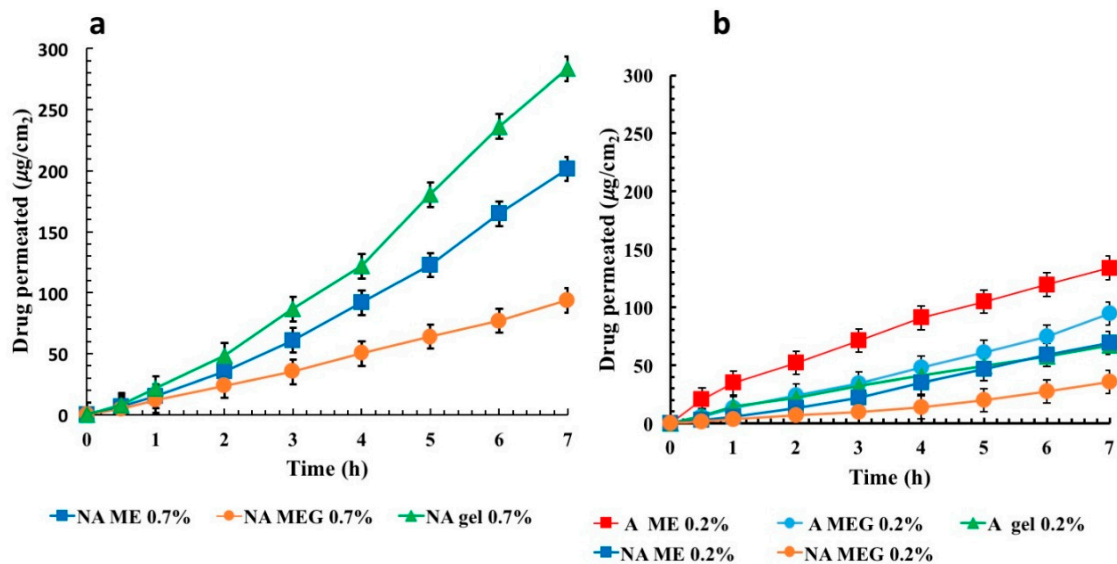 a
300
250
200
150
100
50
0
Drug permeated (µg/cm₂)
0 1 2 3 4 5 6 7
Time (h)
NA ME 0.7% NA MEG 0.7% NA gel 0.7%
b
300
250
200
150
100
50
0
Drug permeated (µg/cm₂)
0 1 2 3 4 5 6 7
Time (h)
A ME 0.2% A MEG 0.2% A gel 0.2%
NA ME 0.2% NA MEG 0.2%